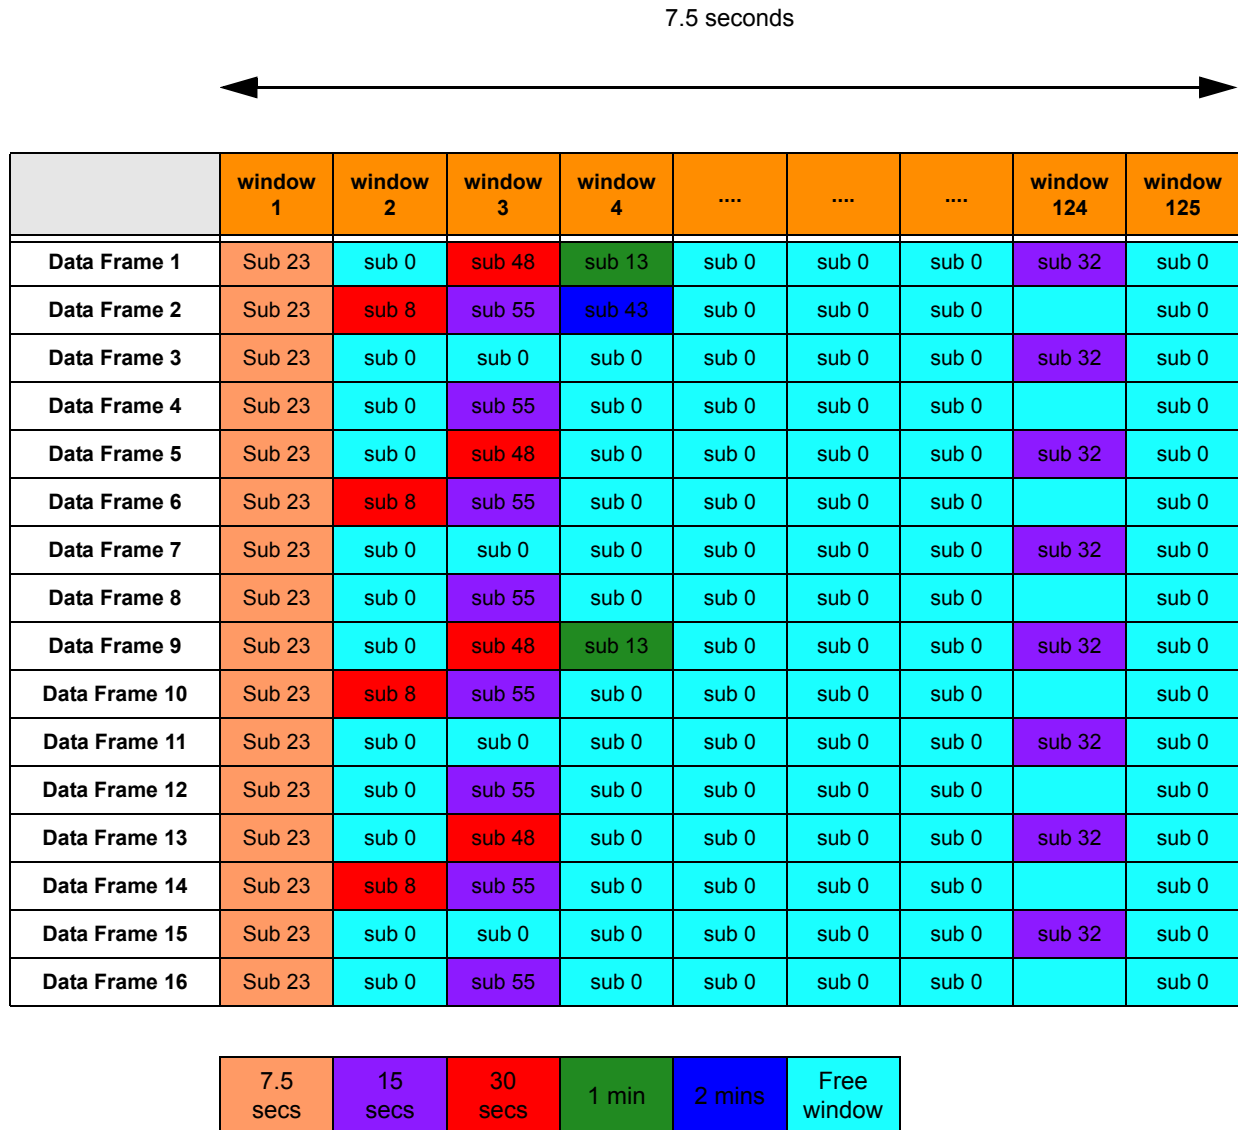 7.5 seconds
window 1 window 2 window 3 window 4 .... .... .... window 124 window 125
Data Frame 1 Sub 23 sub 0 sub 48 sub 13 sub 0 sub 0 sub 0 sub 32 sub 0
Data Frame 2 Sub 23 sub 8 sub 55 sub 43 sub 0 sub 0 sub 0 sub 0
Data Frame 3 Sub 23 sub 0 sub 0 sub 0 sub 0 sub 0 sub 0 sub 32 sub 0
Data Frame 4 Sub 23 sub 0 sub 55 sub 0 sub 0 sub 0 sub 0 sub 0
Data Frame 5 Sub 23 sub 0 sub 48 sub 0 sub 0 sub 0 sub 0 sub 32 sub 0
Data Frame 6 Sub 23 sub 8 sub 55 sub 0 sub 0 sub 0 sub 0 sub 0
Data Frame 7 Sub 23 sub 0 sub 0 sub 0 sub 0 sub 0 sub 0 sub 32 sub 0
Data Frame 8 Sub 23 sub 0 sub 55 sub 0 sub 0 sub 0 sub 0 sub 0
Data Frame 9 Sub 23 sub 0 sub 48 sub 13 sub 0 sub 0 sub 0 sub 32 sub 0
Data Frame 10 Sub 23 sub 8 sub 55 sub 0 sub 0 sub 0 sub 0 sub 0
Data Frame 11 Sub 23 sub 0 sub 0 sub 0 sub 0 sub 0 sub 0 sub 32 sub 0
Data Frame 12 Sub 23 sub 0 sub 55 sub 0 sub 0 sub 0 sub 0 sub 0
Data Frame 13 Sub 23 sub 0 sub 48 sub 0 sub 0 sub 0 sub 0 sub 32 sub 0
Data Frame 14 Sub 23 sub 8 sub 55 sub 0 sub 0 sub 0 sub 0 sub 0
Data Frame 15 Sub 23 sub 0 sub 0 sub 0 sub 0 sub 0 sub 0 sub 32 sub 0
Data Frame 16 Sub 23 sub 0 sub 55 sub 0 sub 0 sub 0 sub 0 sub 0
7.5 secs 15 secs 30 secs 1 min 2 mins Free window